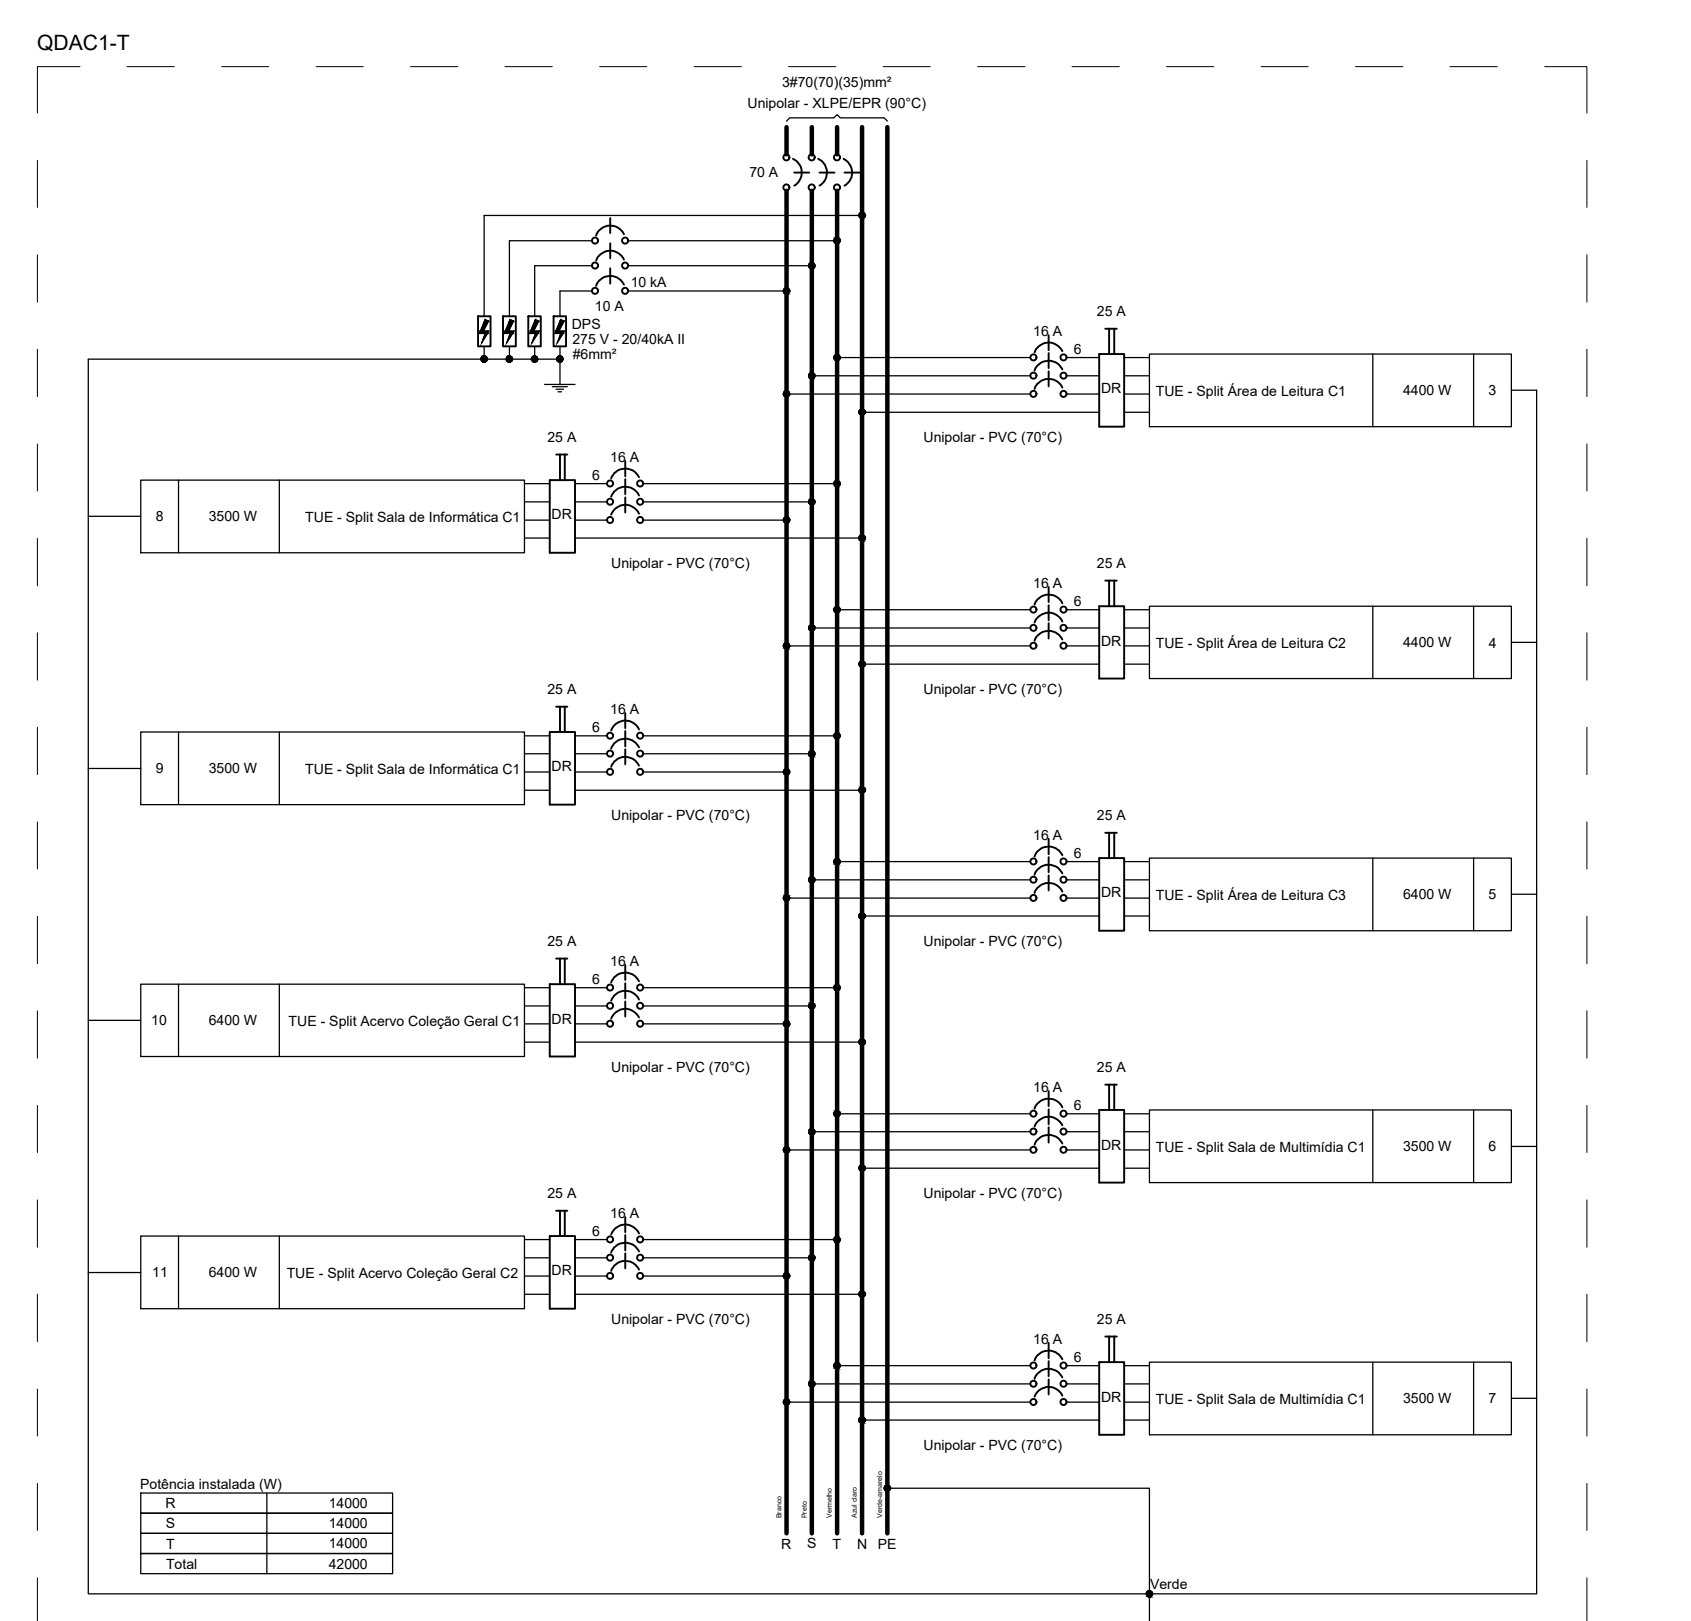 QDAC1-T
3#70(70)(35)mm²
Unipolar - XLPE/EPR (90°C)
70 A
10 kA
10 A
DPS
275 V - 20/40kA II
#6mm²
25 A
16 A
6
DR
TUE - Split Área de Leitura C1
4400 W
3
Unipolar - PVC (70°C)
25 A
16 A
6
8
3500 W
TUE - Split Sala de Informática C1
DR
Unipolar - PVC (70°C)
25 A
16 A
6
DR
TUE - Split Área de Leitura C2
4400 W
4
Unipolar - PVC (70°C)
25 A
16 A
6
9
3500 W
TUE - Split Sala de Informática C1
DR
Unipolar - PVC (70°C)
25 A
16 A
6
DR
TUE - Split Área de Leitura C3
6400 W
5
Unipolar - PVC (70°C)
25 A
16 A
6
10
6400 W
TUE - Split Acervo Coleção Geral C1
DR
Unipolar - PVC (70°C)
25 A
16 A
6
DR
TUE - Split Sala de Multimídia C1
3500 W
6
Unipolar - PVC (70°C)
25 A
16 A
6
11
6400 W
TUE - Split Acervo Coleção Geral C2
DR
Unipolar - PVC (70°C)
25 A
16 A
6
DR
TUE - Split Sala de Multimídia C1
3500 W
7
Unipolar - PVC (70°C)
Potência instalada (W)
R 14000
S 14000
T 14000
Total 42000
Branco
Preto
Vermelho
Azul claro
Verde-amarelo
R S T N PE
Verde